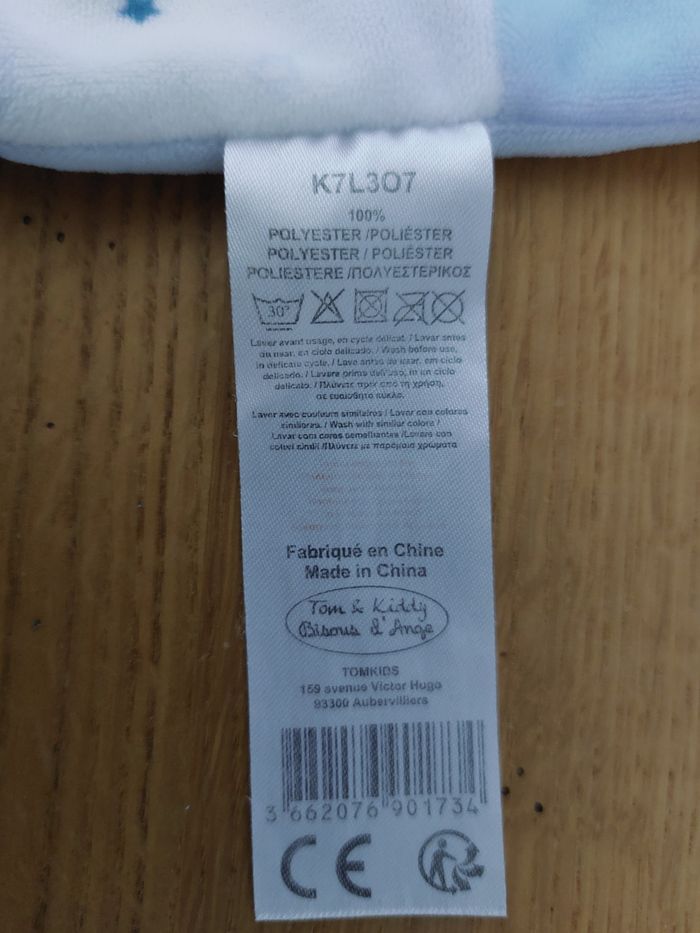 K7L3O7
100%
POLYESTER /POLIÉSTER
POLYESTER / POLIÉSTER
POLIESTERE /ΠΟΛΥΕΣΤΕΡΙΚΟΣ
30°
Laver avant usage, en cycle délicat. / Lavar antes
de usar, en ciclo delicado. / Wash before use,
in delicate cycle. / Lave antes de usar, em ciclo
delicado. / Lavare prima dell'uso, in un ciclo
delicato. / Πλύνετε πριν από τη χρήση,
σε ευαίσθητο κύκλο.
Laver avec couleurs similaires / Lavar con colores
similares. / Wash with similar colors /
Lavar com cores semelhantes /Lavare con
colori simili /Πλύνετε με παρόμοια χρώματα
Fabriqué en Chine
Made in China
Tom & Kiddy
Bisous d'Ange
TOMKIDS
159 avenue Victor Hugo
93300 Aubervilliers
3 662076 901734
CE